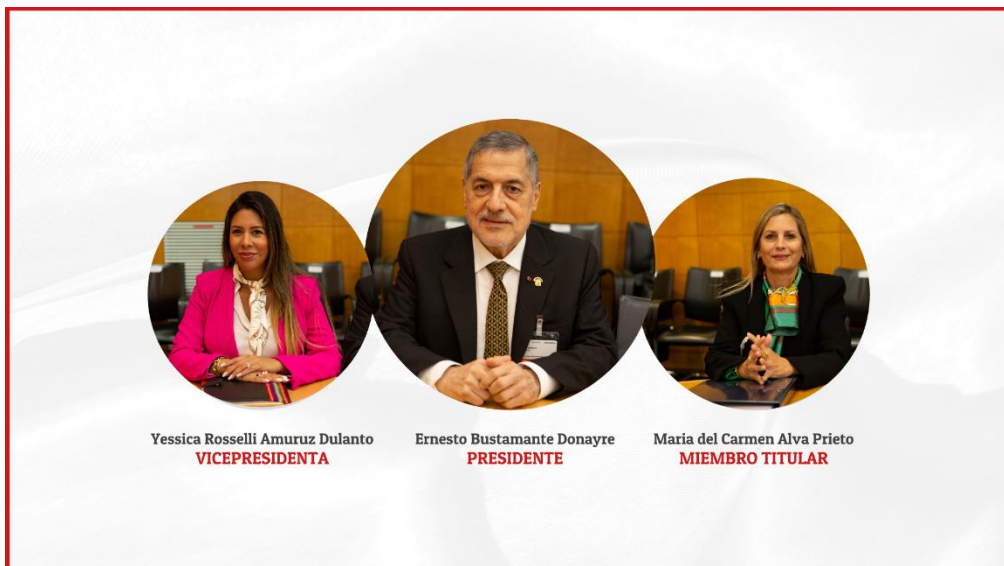 Yessica Rosselli Amuruz Dulanto
VICEPRESIDENTA
Ernesto Bustamante Donayre
PRESIDENTE
Maria del Carmen Alva Prieto
MIEMBRO TITULAR